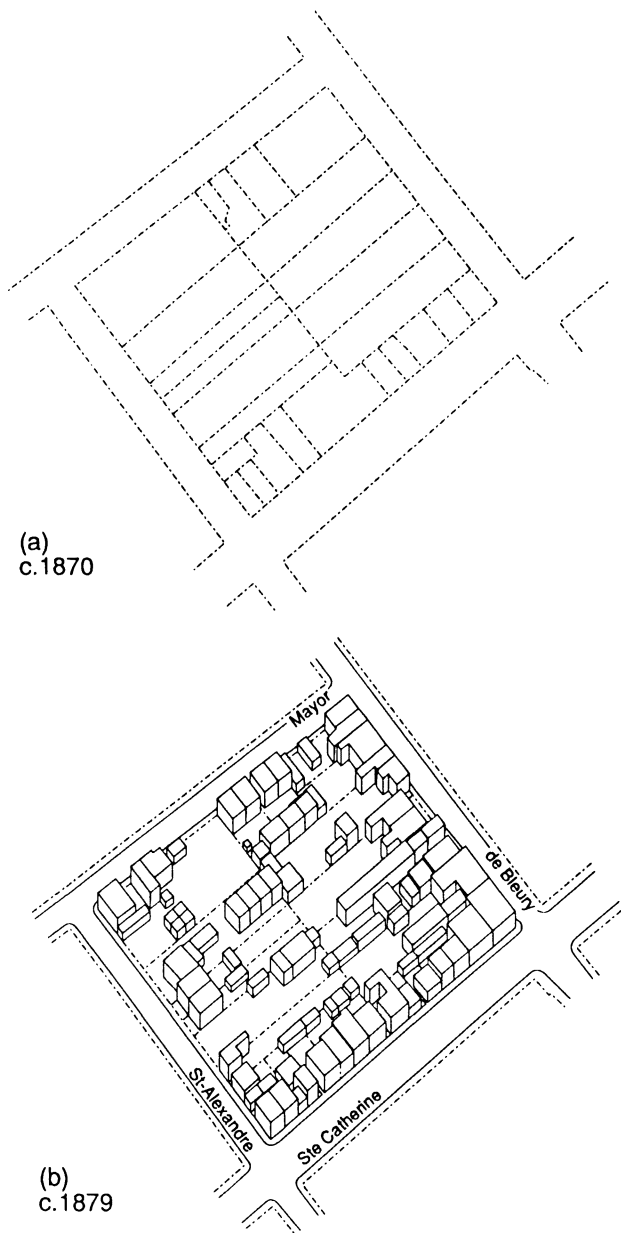 (a)
c.1870
Mayor
de Bleury
St-Alexandre
Ste Catherine
(b)
c.1879